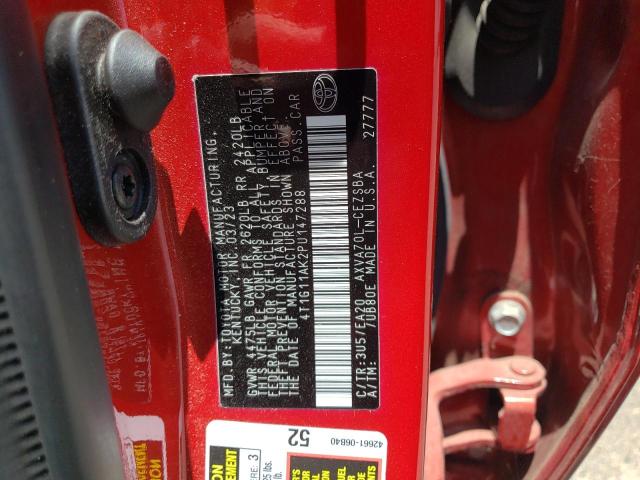 MFD.BY:TOYOTA MOTOR MANUFACTURING,
KENTUCKY, INC. 03/23
GVWR 4475LB GAWR FR 2620LB RR 2420LB
THIS VEHICLE CONFORMS TO ALL APPLICABLE
FEDERAL MOTOR VEHICLE SAFETY, BUMPER, AND
THEFT PREVENTION STANDARDS IN EFFECT ON
THE DATE OF MANUFACTURE SHOWN ABOVE.
4T1G11AK2PU147288 PASS.CAR
C/TR:3U5/EA20 AXVA70L-CEZSBA 27777
A/TM: /UB80E MADE IN U.S.A.
52
42661-06B40